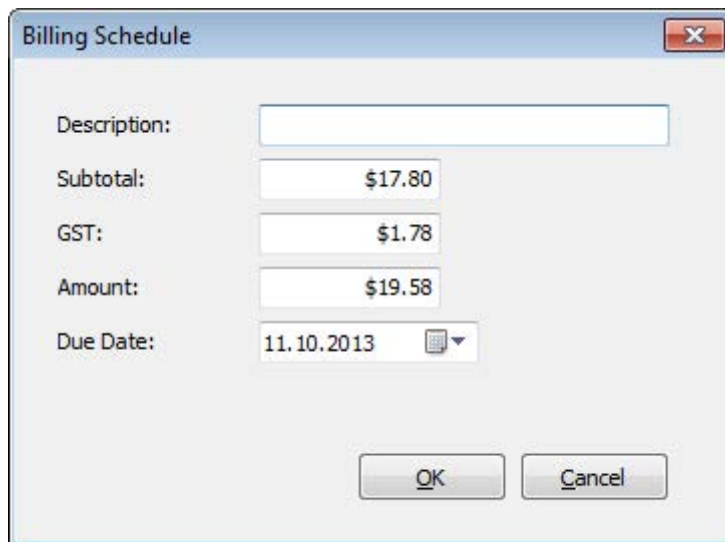 Billing Schedule
Description:
Subtotal: $17.80
GST: $1.78
Amount: $19.58
Due Date: 11.10.2013
OK Cancel